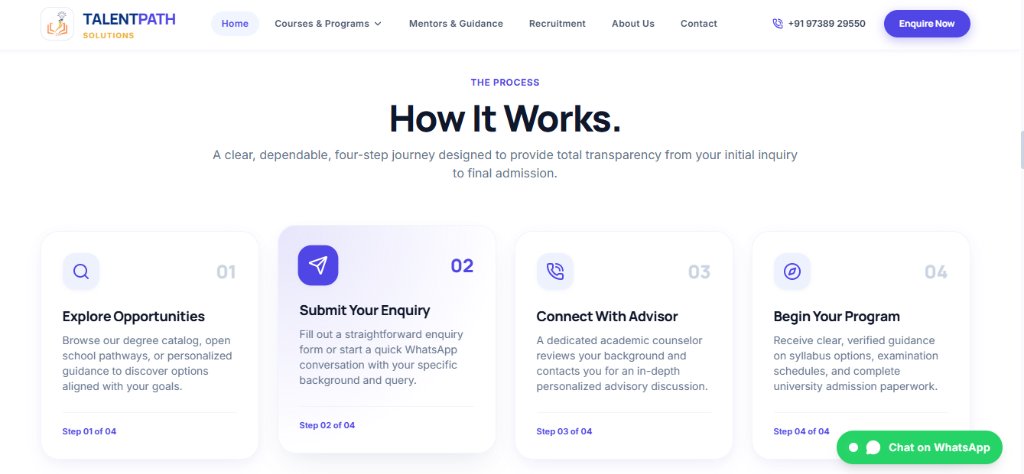 TALENTPATH
SOLUTIONS
Home
Courses & Programs
Mentors & Guidance
Recruitment
About Us
Contact
+91 97389 29550
Enquire Now
THE PROCESS
How It Works.
A clear, dependable, four-step journey designed to provide total transparency from your initial inquiry
to final admission.
01
Explore Opportunities
Browse our degree catalog, open
school pathways, or personalized
guidance to discover options
aligned with your goals.
Step 01 of 04
02
Submit Your Enquiry
Fill out a straightforward enquiry
form or start a quick WhatsApp
conversation with your specific
background and query.
Step 02 of 04
03
Connect With Advisor
A dedicated academic counselor
reviews your background and
contacts you for an in-depth
personalized advisory discussion.
Step 03 of 04
04
Begin Your Program
Receive clear, verified guidance
on syllabus options, examination
schedules, and complete
university admission paperwork.
Step 04 of 04
Chat on WhatsApp